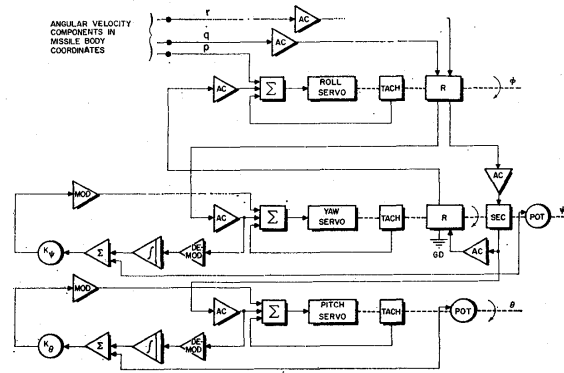 ANGULAR VELOCITY
COMPONENTS IN
MISSILE BODY
COORDINATES
r
AC
q
AC
p
AC
Σ
ROLL
SERVO
TACH
R
ϕ
AC
MOD
AC
Σ
YAW
SERVO
TACH
R
SEC
POT
ψ
GD
AC
Kψ
Σ
∫
DE-
MOD
MOD
AC
Σ
PITCH
SERVO
TACH
POT
θ
Kθ
Σ
∫
DE-
MOD